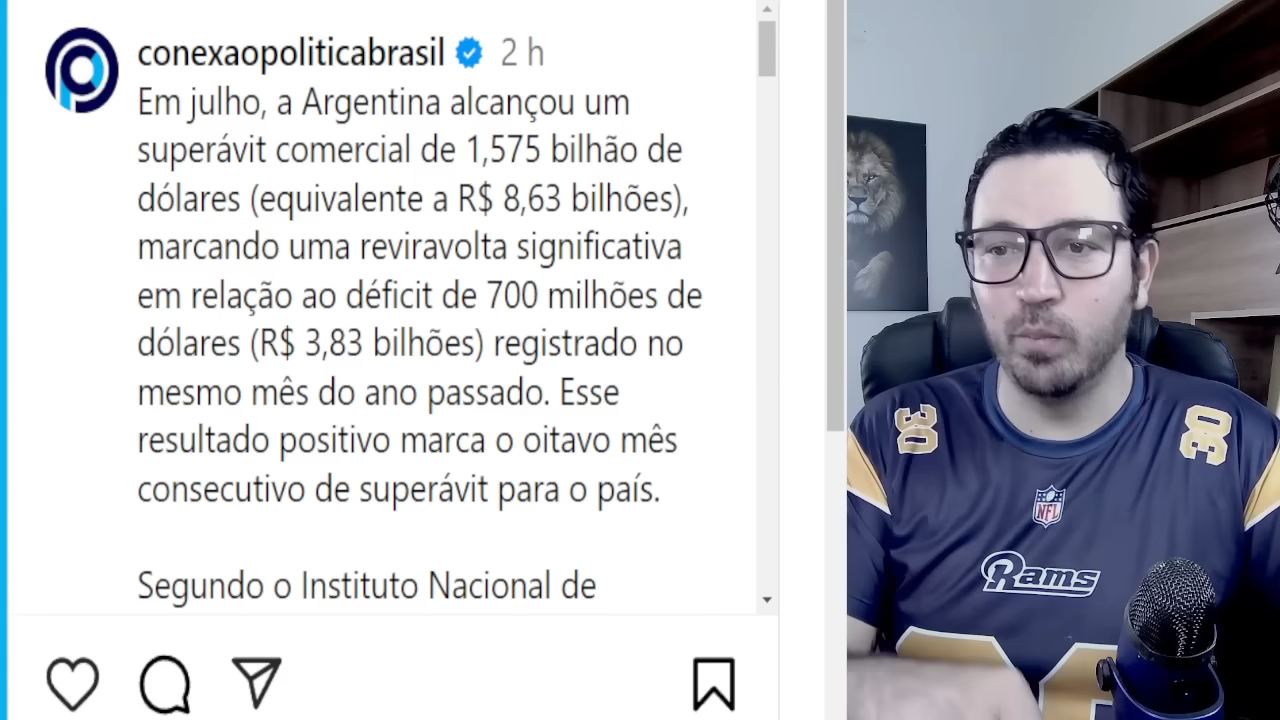 conexaopoliticabrasil 2 h
Em julho, a Argentina alcançou um
superávit comercial de 1,575 bilhão de
dólares (equivalente a R$ 8,63 bilhões),
marcando uma reviravolta significativa
em relação ao déficit de 700 milhões de
dólares (R$ 3,83 bilhões) registrado no
mesmo mês do ano passado. Esse
resultado positivo marca o oitavo mês
consecutivo de superávit para o país.
Segundo o Instituto Nacional de
30 30
NFL
Rams